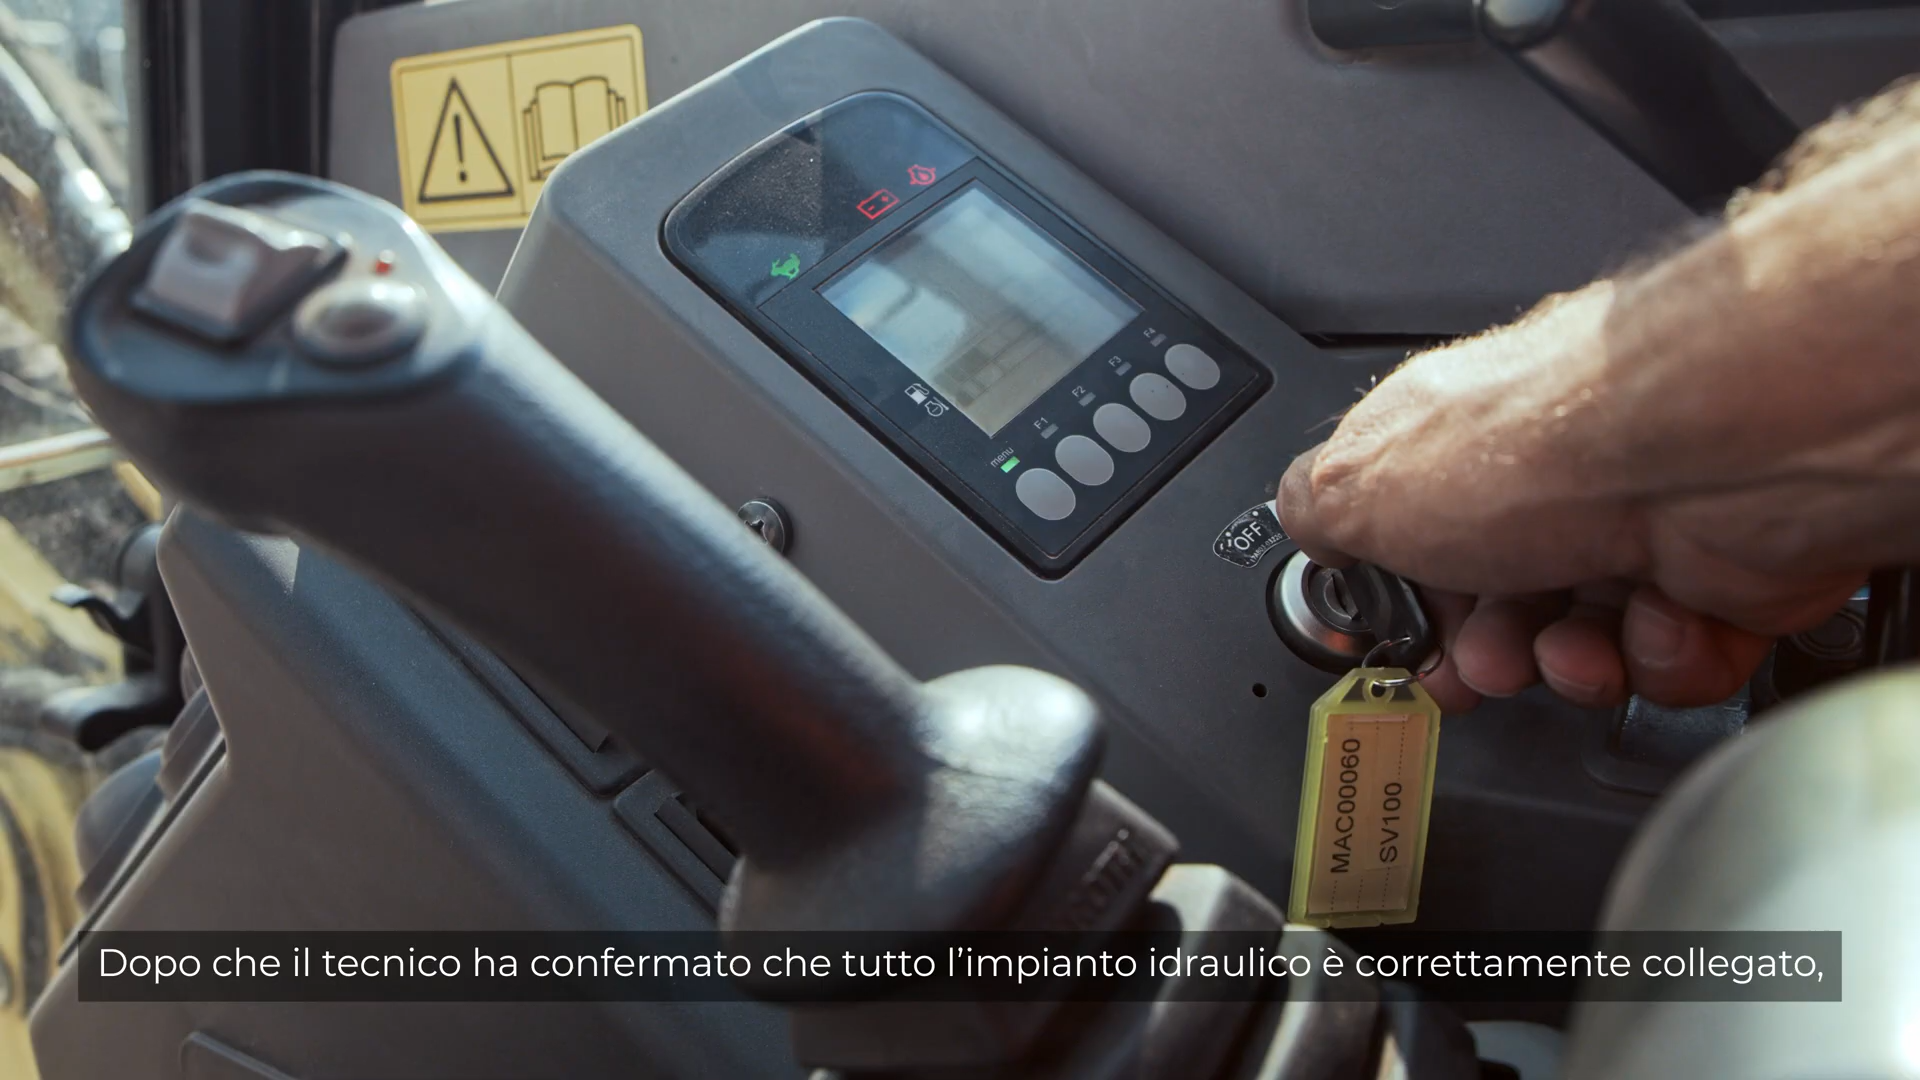 menu
F1
F2
F3
F4
OFF
MAC00060
SV100
Dopo che il tecnico ha confermato che tutto l’impianto idraulico è correttamente collegato,